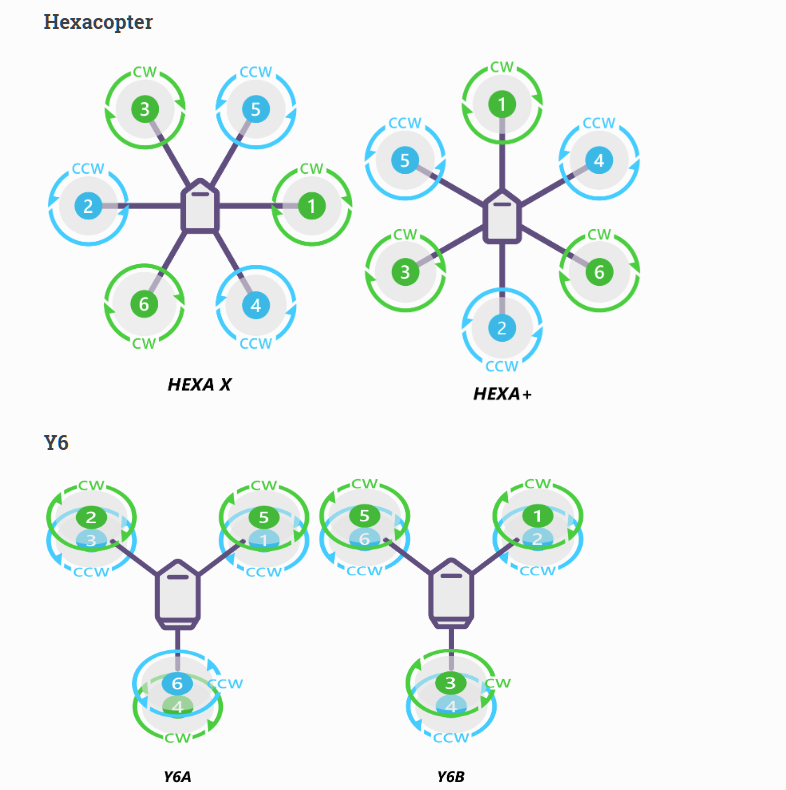 Hexacopter
CW CCW CW
3 5 1
CCW CW CCW CCW
2 1 5 4
CW CW
3 6
6 4 2
CW CCW CCW
HEXA X HEXA+
Y6
CW CW CW CW
2 5 5 1
3 1 6 2
CCW CCW CCW CCW
6 CCW 3 CW
4 4
CW CCW
Y6A Y6B